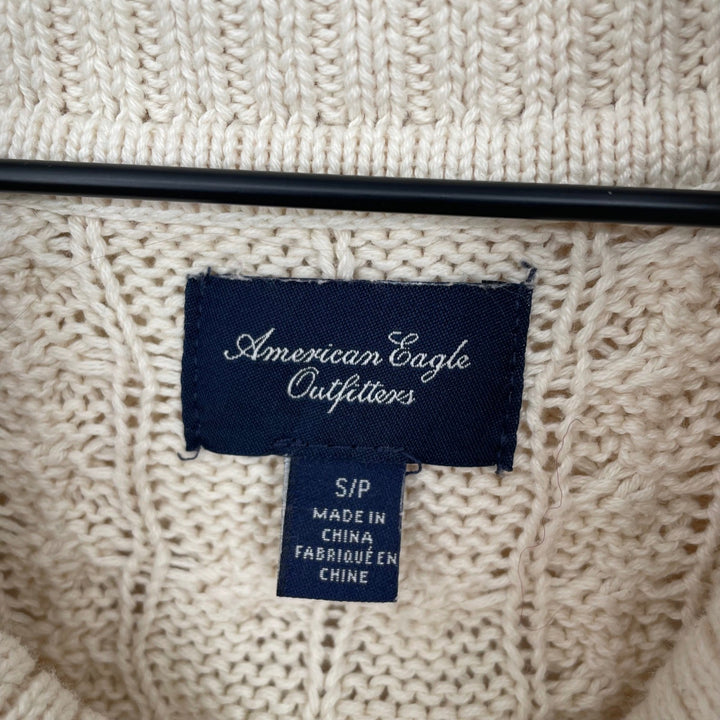 American Eagle
Outfitters
S/P
MADE IN
CHINA
FABRIQUÉ EN
CHINE